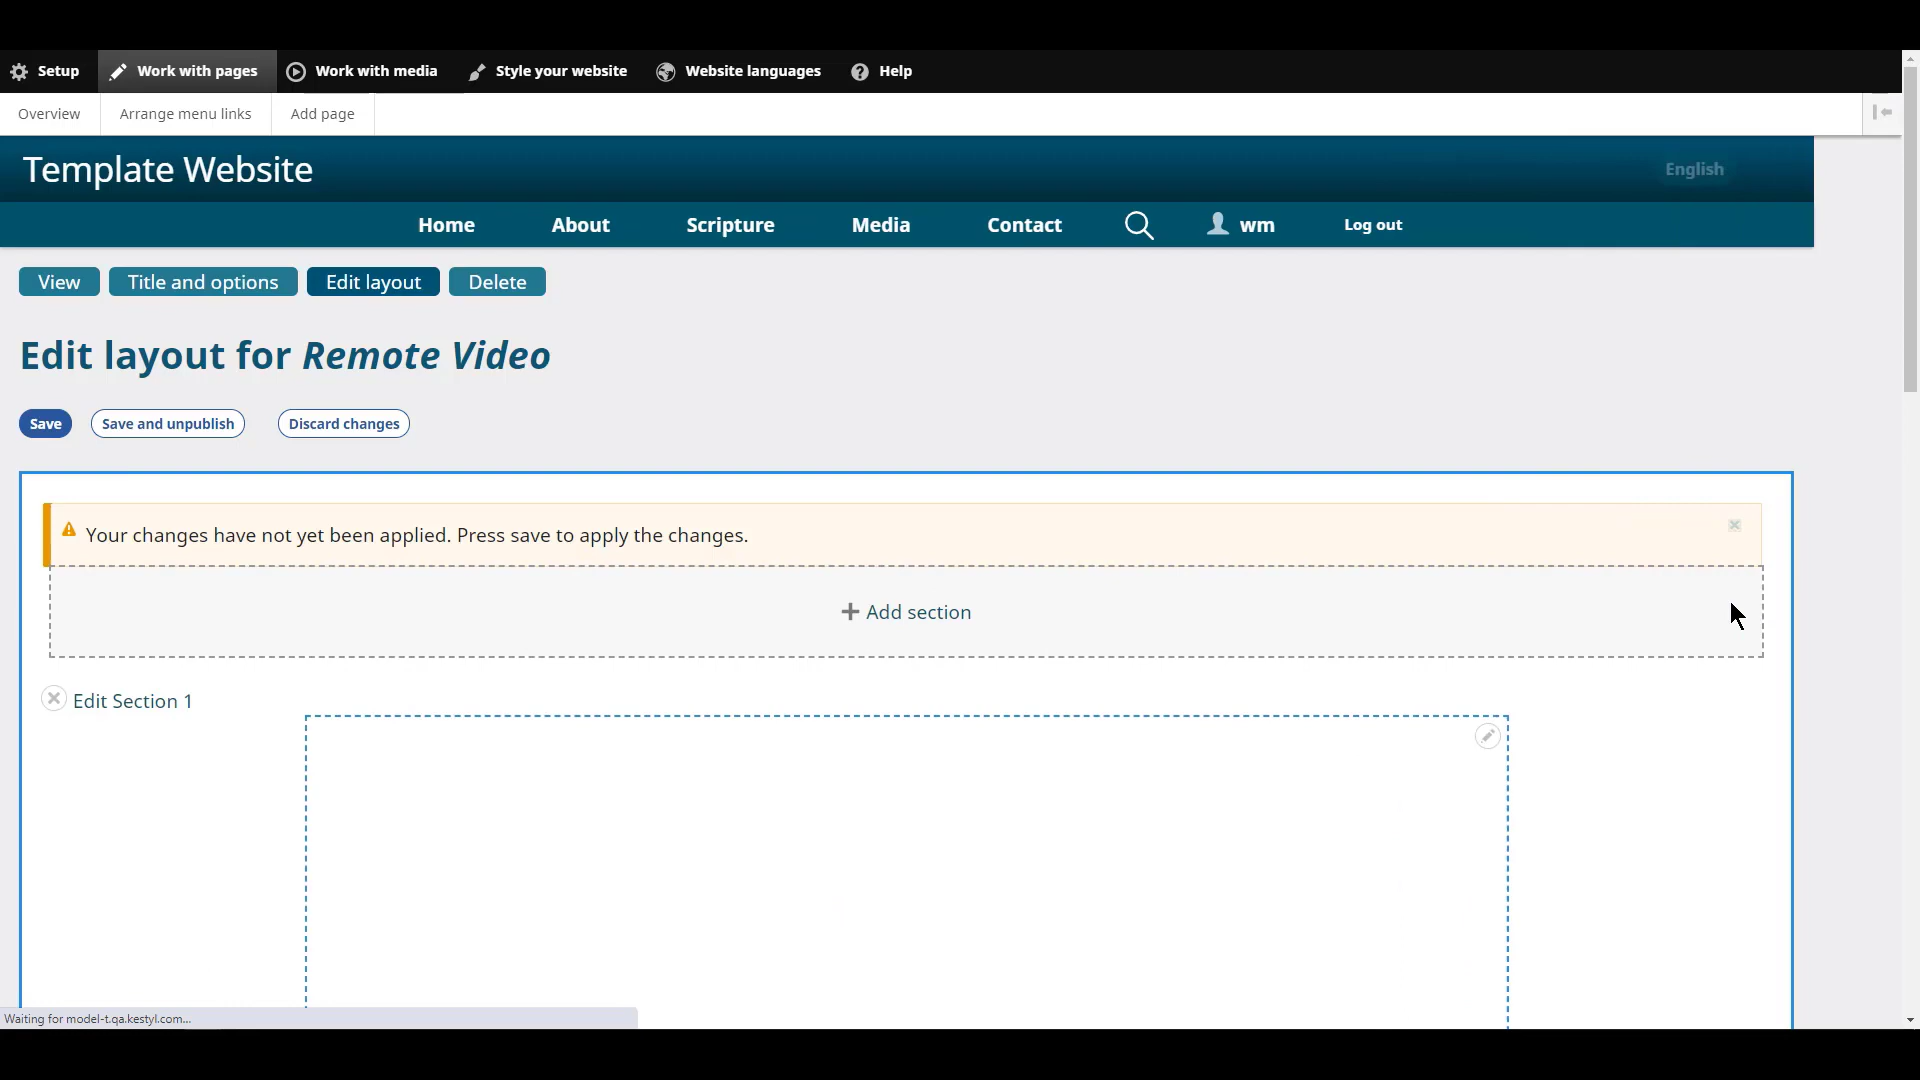 Setup
Work with pages
Work with media
Style your website
Website languages
Help
Overview
Arrange menu links
Add page
Template Website
English
Home
About
Scripture
Media
Contact
wm
Log out
View
Title and options
Edit layout
Delete
Edit layout for Remote Video
Save
Save and unpublish
Discard changes
Your changes have not yet been applied. Press save to apply the changes.
Add section
Edit Section 1
Waiting for model-t.qa.kestyl.com...